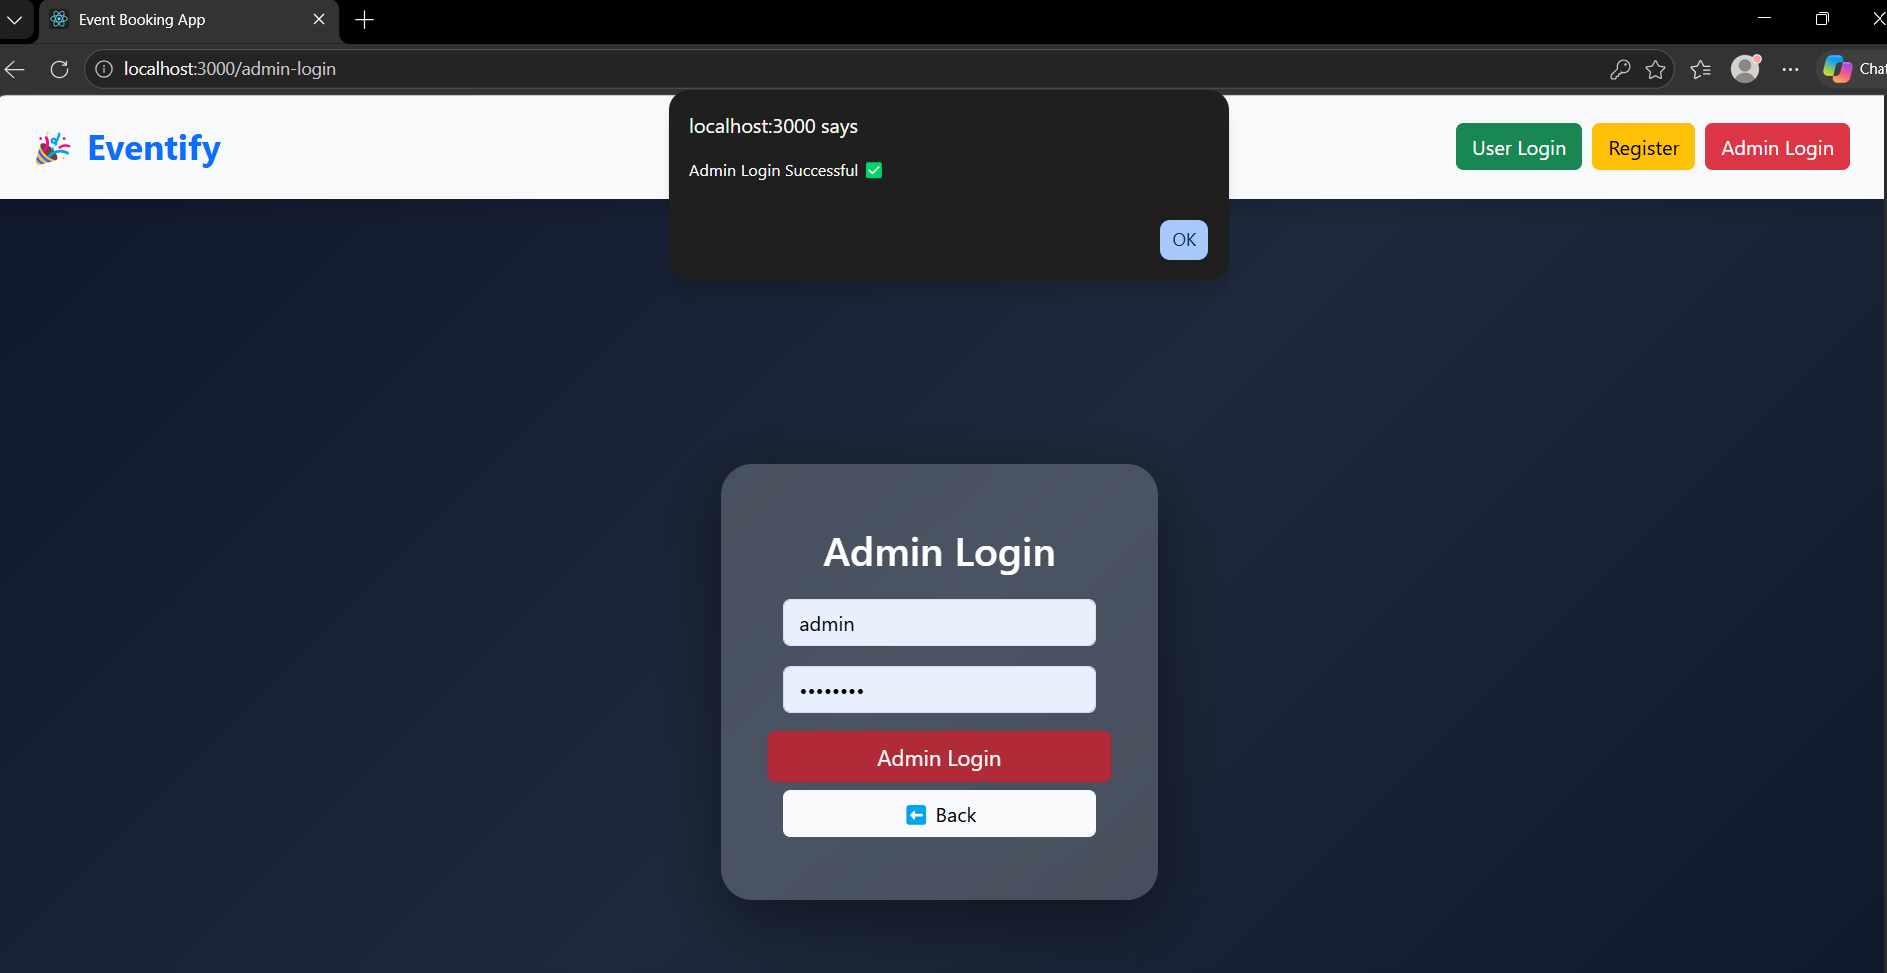 Event Booking App
localhost:3000/admin-login
Chat
Eventify
User Login
Register
Admin Login
localhost:3000 says
Admin Login Successful ✅
OK
Admin Login
admin
••••••••
Admin Login
⬅️ Back